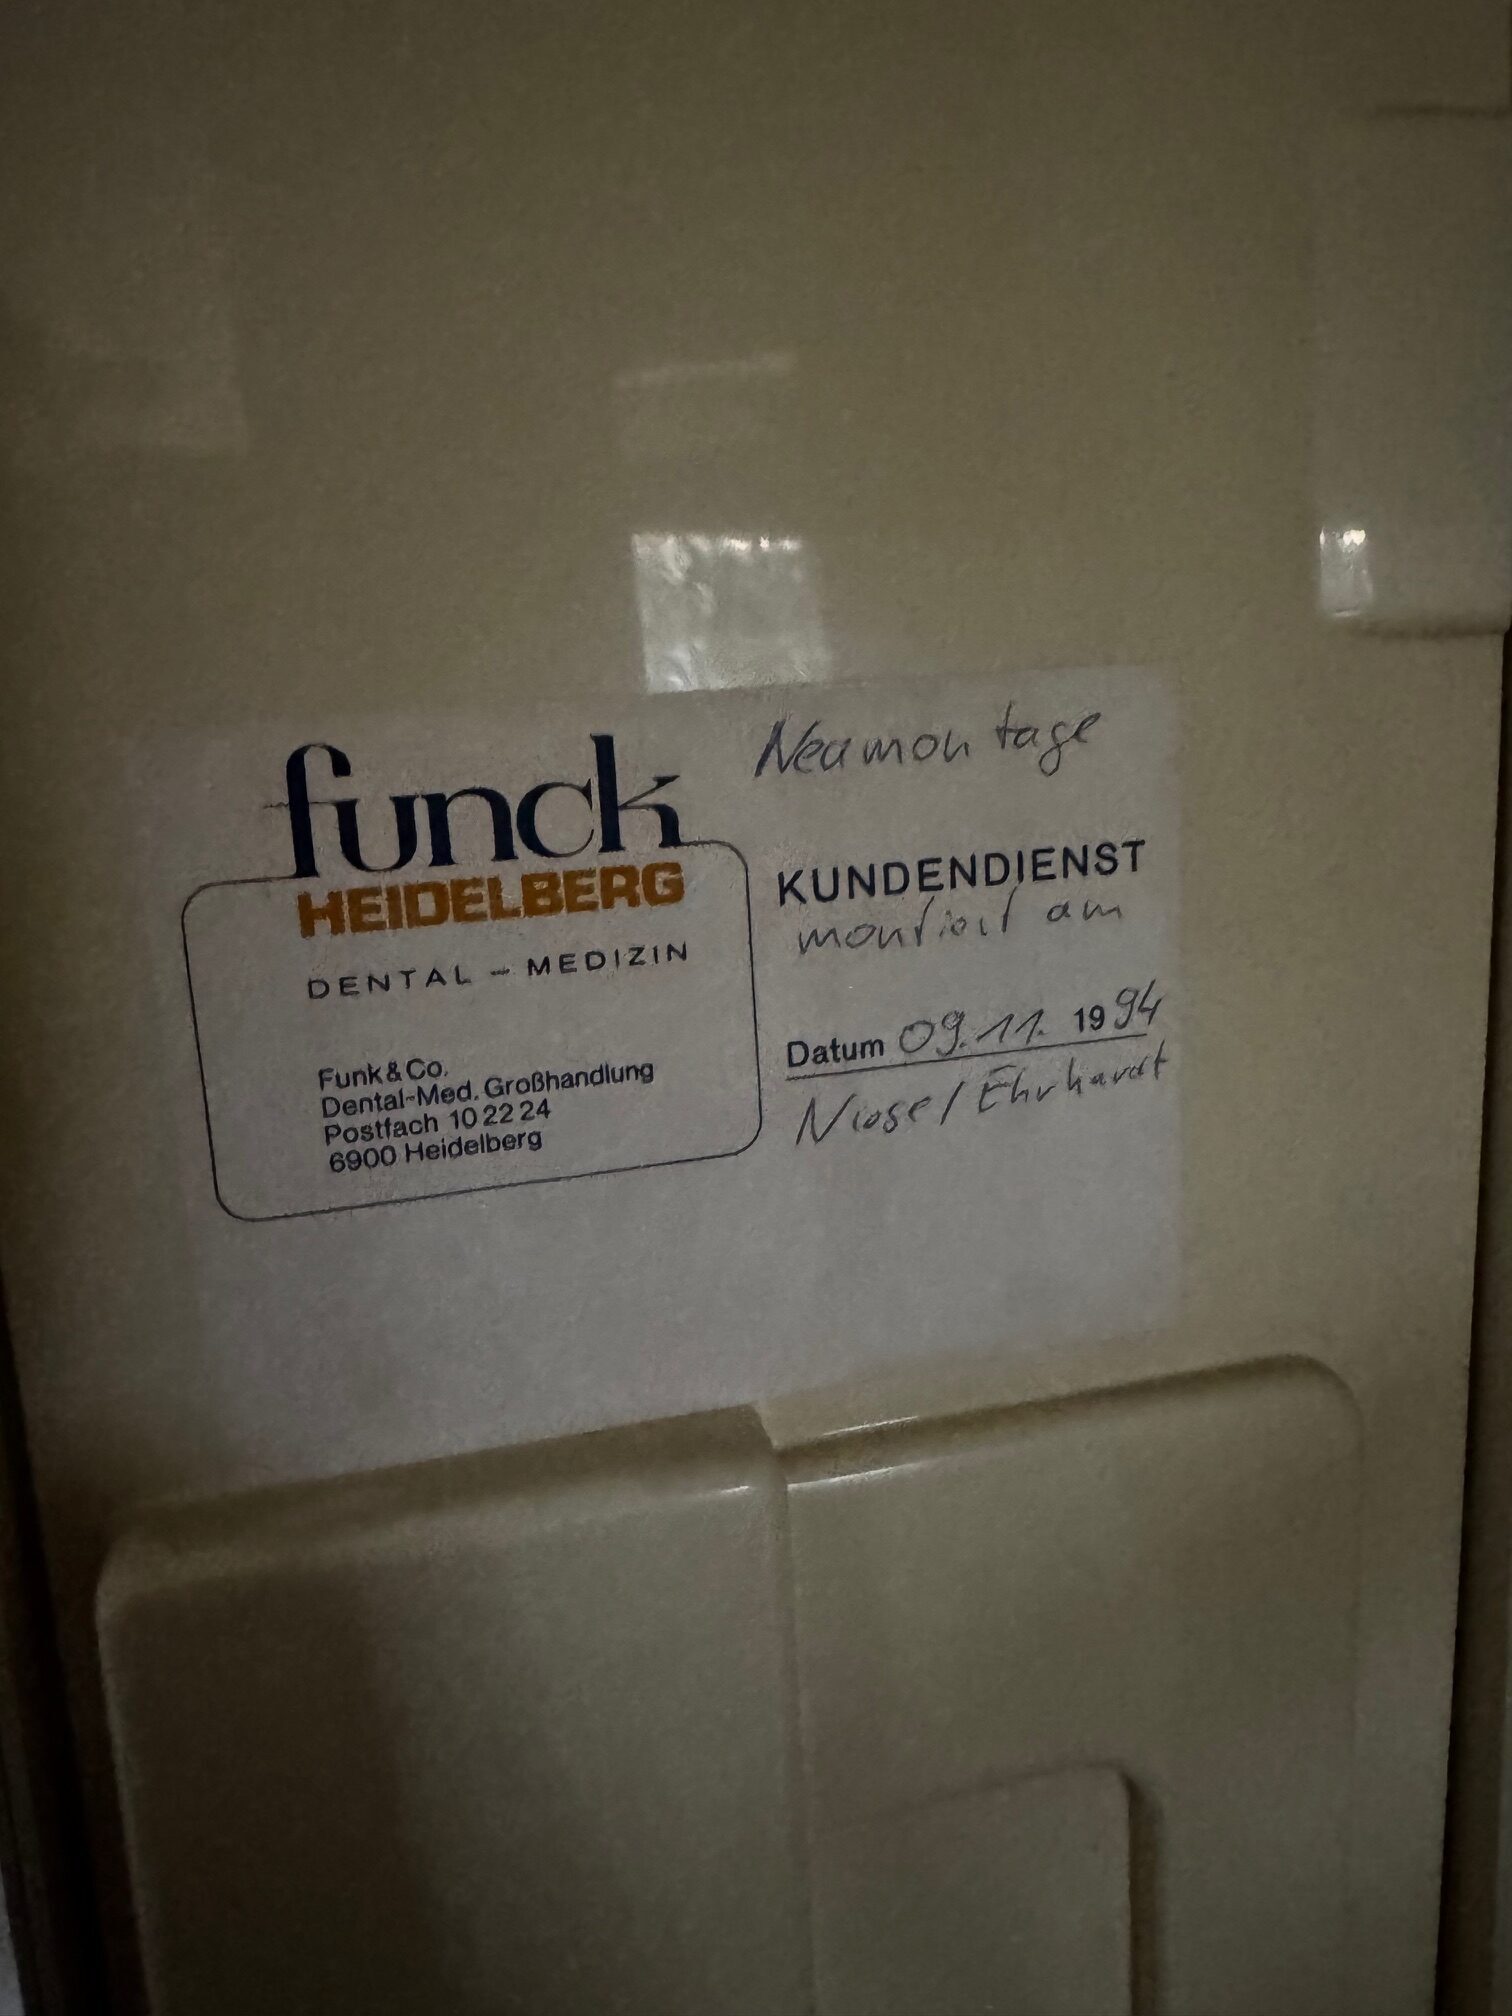 funck
HEIDELBERG
DENTAL – MEDIZIN
Funk & Co.
Dental-Med. Großhandlung
Postfach 10 22 24
6900 Heidelberg
Neumontage
KUNDENDIENST
montiert am
Datum 09.11. 1994
/ Ehrhardt